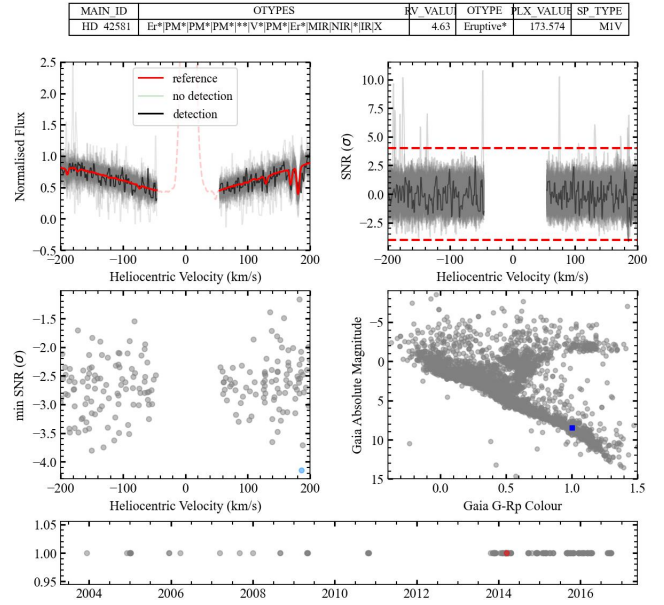 MAIN_ID OTYPES RV_VALUE OTYPE PLX_VALUE SP_TYPE
HD 42581 Er*|PM*|PM*|PM*|**|V*|PM*|Er*|MIR|NIR|*|IR|X 4.63 Eruptive* 173.574 M1V
2.5
2.0
1.5
1.0
0.5
0.0
−0.5
Normalised Flux
reference
no detection
detection
−200 −100 0 100 200
Heliocentric Velocity (km/s)
10.0
7.5
5.0
2.5
0.0
−2.5
SNR (σ)
−200 −100 0 100 200
Heliocentric Velocity (km/s)
−1.5
−2.0
−2.5
−3.0
−3.5
−4.0
min SNR (σ)
−200 −100 0 100 200
Heliocentric Velocity (km/s)
−5
0
5
10
15
Gaia Absolute Magnitude
0.0 0.5 1.0 1.5
Gaia G-Rp Colour
1.05
1.00
0.95
2004 2006 2008 2010 2012 2014 2016